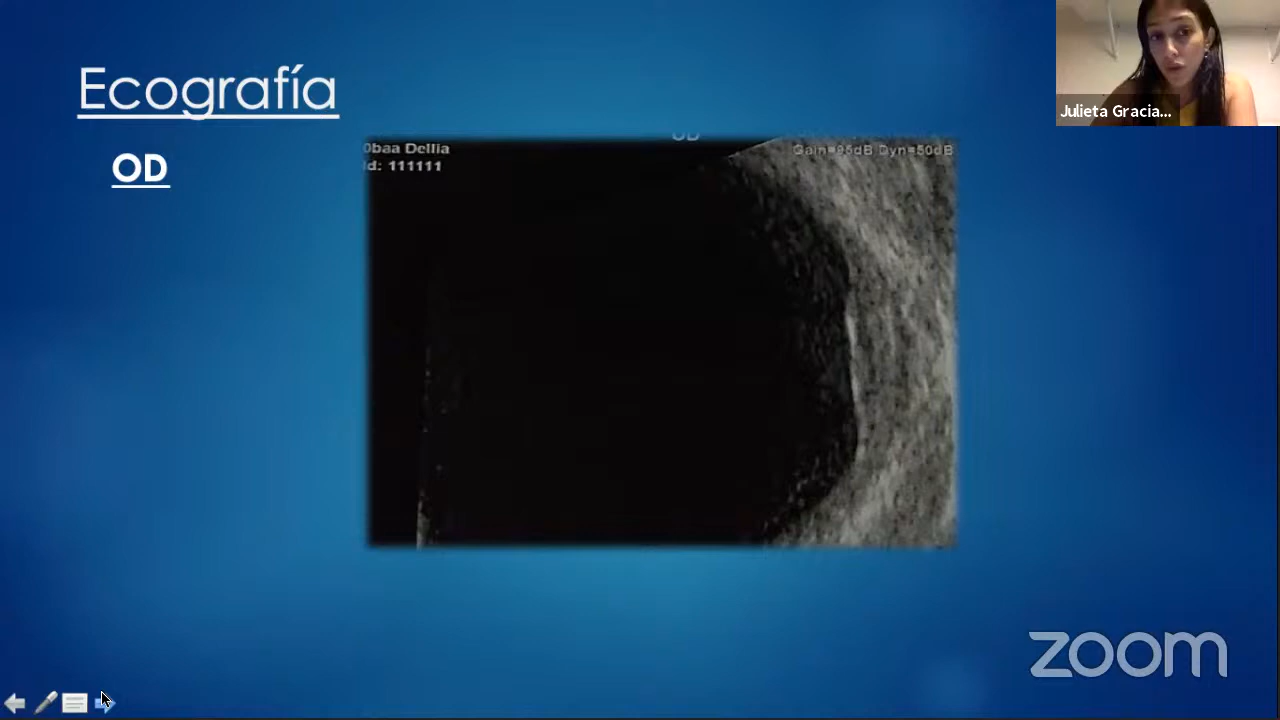 Ecografía
OD
OD
0baa Dellia
Id: 111111
Gain=95dB Dyn=50dB
Julieta Gracia...
zoom